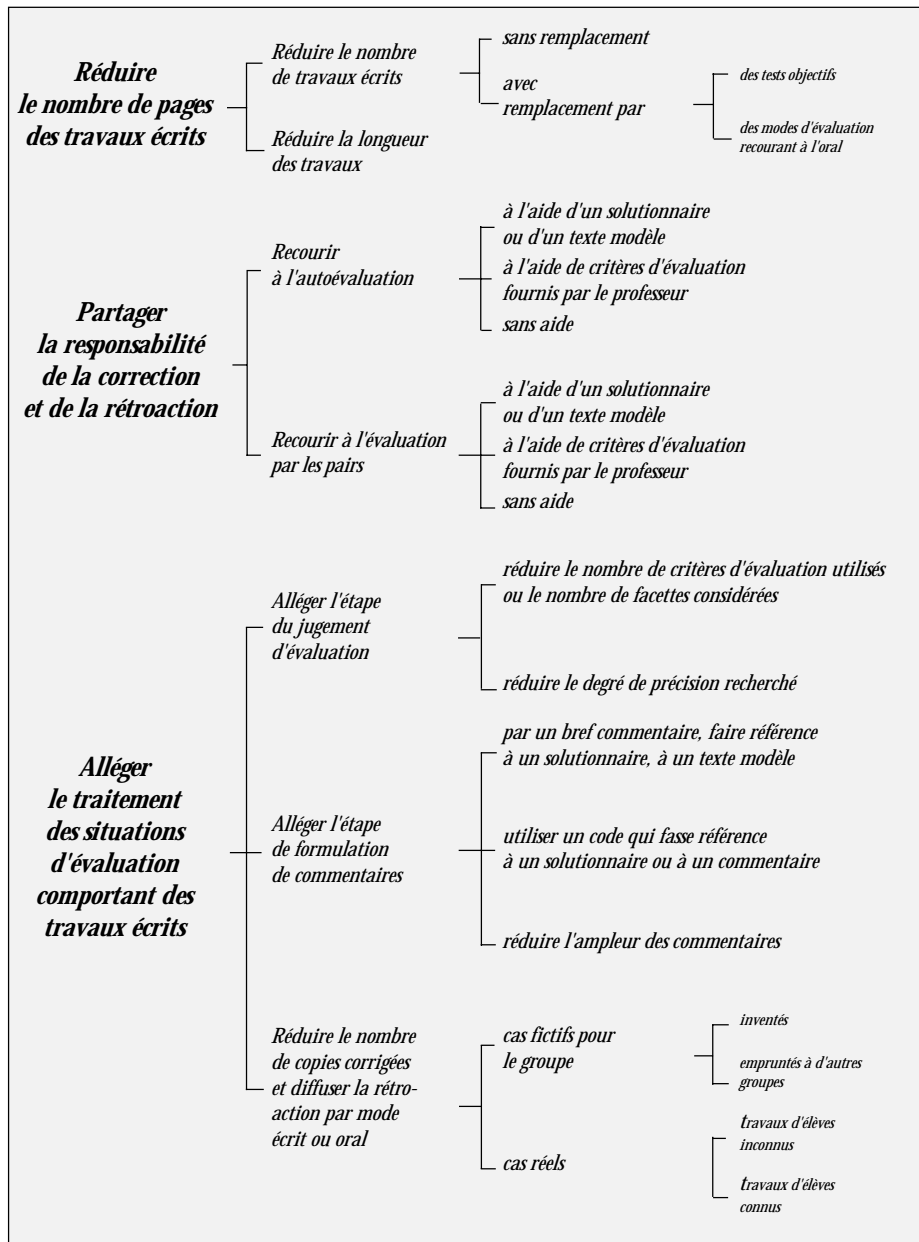 Réduire
le nombre de pages
des travaux écrits
Réduire le nombre
de travaux écrits
sans remplacement
avec
remplacement par
des tests objectifs
des modes d'évaluation
recourant à l'oral
Réduire la longueur
des travaux
Partager
la responsabilité
de la correction
et de la rétroaction
Recourir
à l'autoévaluation
à l'aide d'un solutionnaire
ou d'un texte modèle
à l'aide de critères d'évaluation
fournis par le professeur
sans aide
Recourir à l'évaluation
par les pairs
à l'aide d'un solutionnaire
ou d'un texte modèle
à l'aide de critères d'évaluation
fournis par le professeur
sans aide
Alléger
le traitement
des situations
d'évaluation
comportant des
travaux écrits
Alléger l'étape
du jugement
d'évaluation
réduire le nombre de critères d'évaluation utilisés
ou le nombre de facettes considérées
réduire le degré de précision recherché
Alléger l'étape
de formulation
de commentaires
par un bref commentaire, faire référence
à un solutionnaire, à un texte modèle
utiliser un code qui fasse référence
à un solutionnaire ou à un commentaire
réduire l'ampleur des commentaires
Réduire le nombre
de copies corrigées
et diffuser la rétro-
action par mode
écrit ou oral
cas fictifs pour
le groupe
inventés
empruntés à d'autres
groupes
cas réels
travaux d'élèves
inconnus
travaux d'élèves
connus